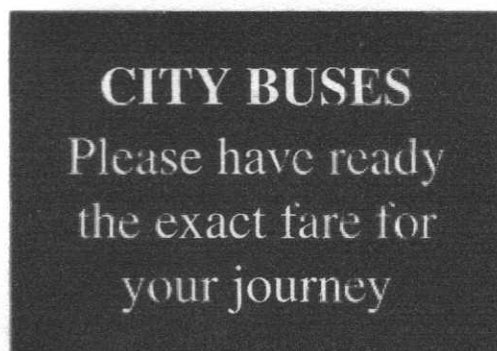 CITY BUSES
Please have ready
the exact fare for
your journey